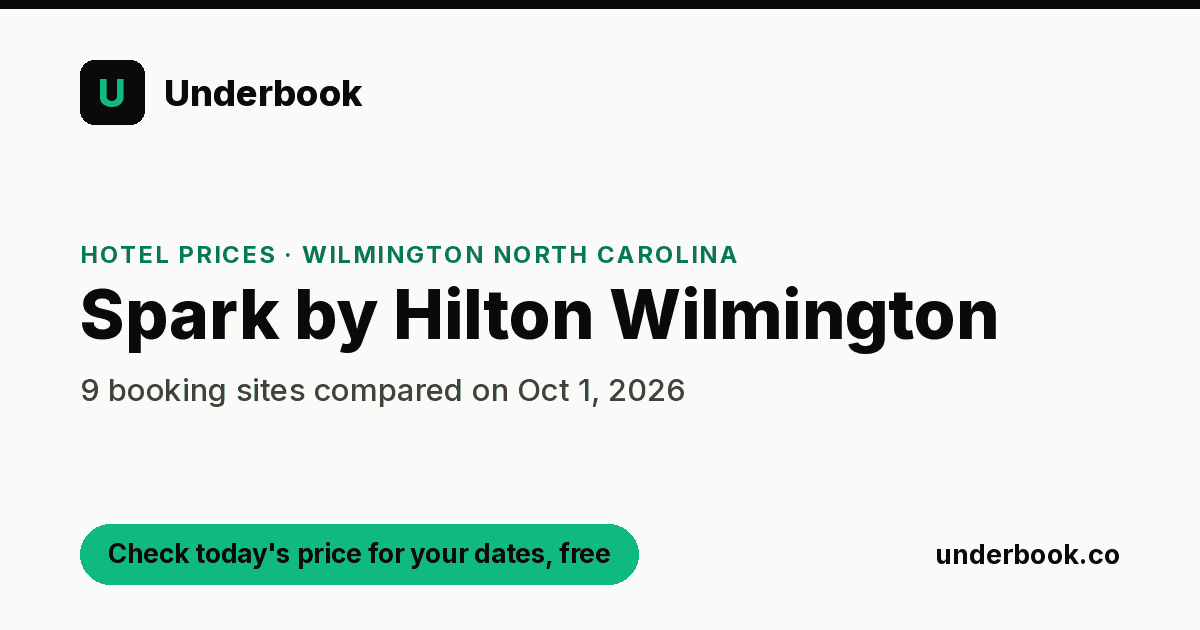 U Underbook
HOTEL PRICES · WILMINGTON NORTH CAROLINA
Spark by Hilton Wilmington
9 booking sites compared on Oct 1, 2026
Check today's price for your dates, free
underbook.co